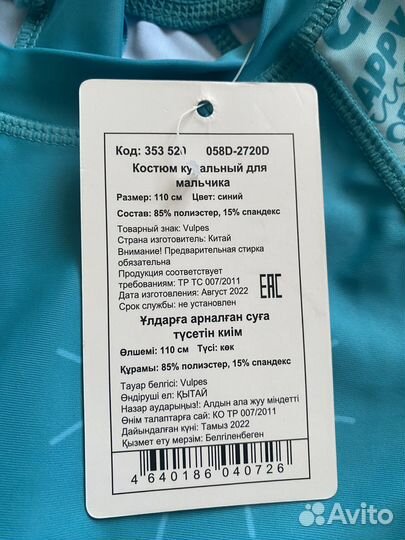 Код: 353 520 058D-2720D
Костюм купальный для
мальчика
Размер: 110 см Цвет: синий
Состав: 85% полиэстер, 15% спандекс
Товарный знак: Vulpes
Страна изготовитель: Китай
Внимание! Предварительная стирка
обязательна
Продукция соответствует
требованиям: ТР ТС 007/2011
Дата изготовления: Август 2022
Срок службы: не установлен
EAC
Ұлдарға арналған суға
түсетін киім
Өлшемі: 110 см Түсі: көк
Құрамы: 85% полиэстер, 15% спандекс
Тауар белгісі: Vulpes
Өндіруші ел: ҚЫТАЙ
Назар аударыңыз!: Алдын ала жуу міндетті
Өнім талаптарға сай: КО ТР 007/2011
Дайындалған күні: Тамыз 2022
Қызмет ету мерзім: Белгіленбеген
4 640186 040726
Avito